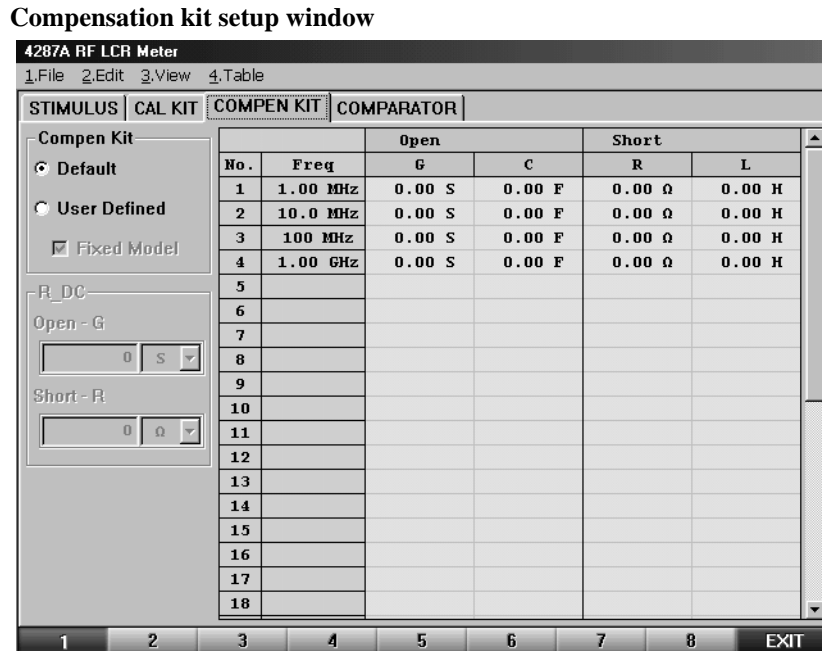 Compensation kit setup window
4287A RF LCR Meter
1.File 2.Edit 3.View 4.Table
STIMULUS CAL KIT COMPEN KIT COMPARATOR
Compen Kit
Default
User Defined
Fixed Model
R_DC
Open - G
0 S
Short - R
0 Ω
Open Short
No. Freq G C R L
1 1.00 MHz 0.00 S 0.00 F 0.00 Ω 0.00 H
2 10.0 MHz 0.00 S 0.00 F 0.00 Ω 0.00 H
3 100 MHz 0.00 S 0.00 F 0.00 Ω 0.00 H
4 1.00 GHz 0.00 S 0.00 F 0.00 Ω 0.00 H
5
6
7
8
9
10
11
12
13
14
15
16
17
18
1 2 3 4 5 6 7 8 EXIT